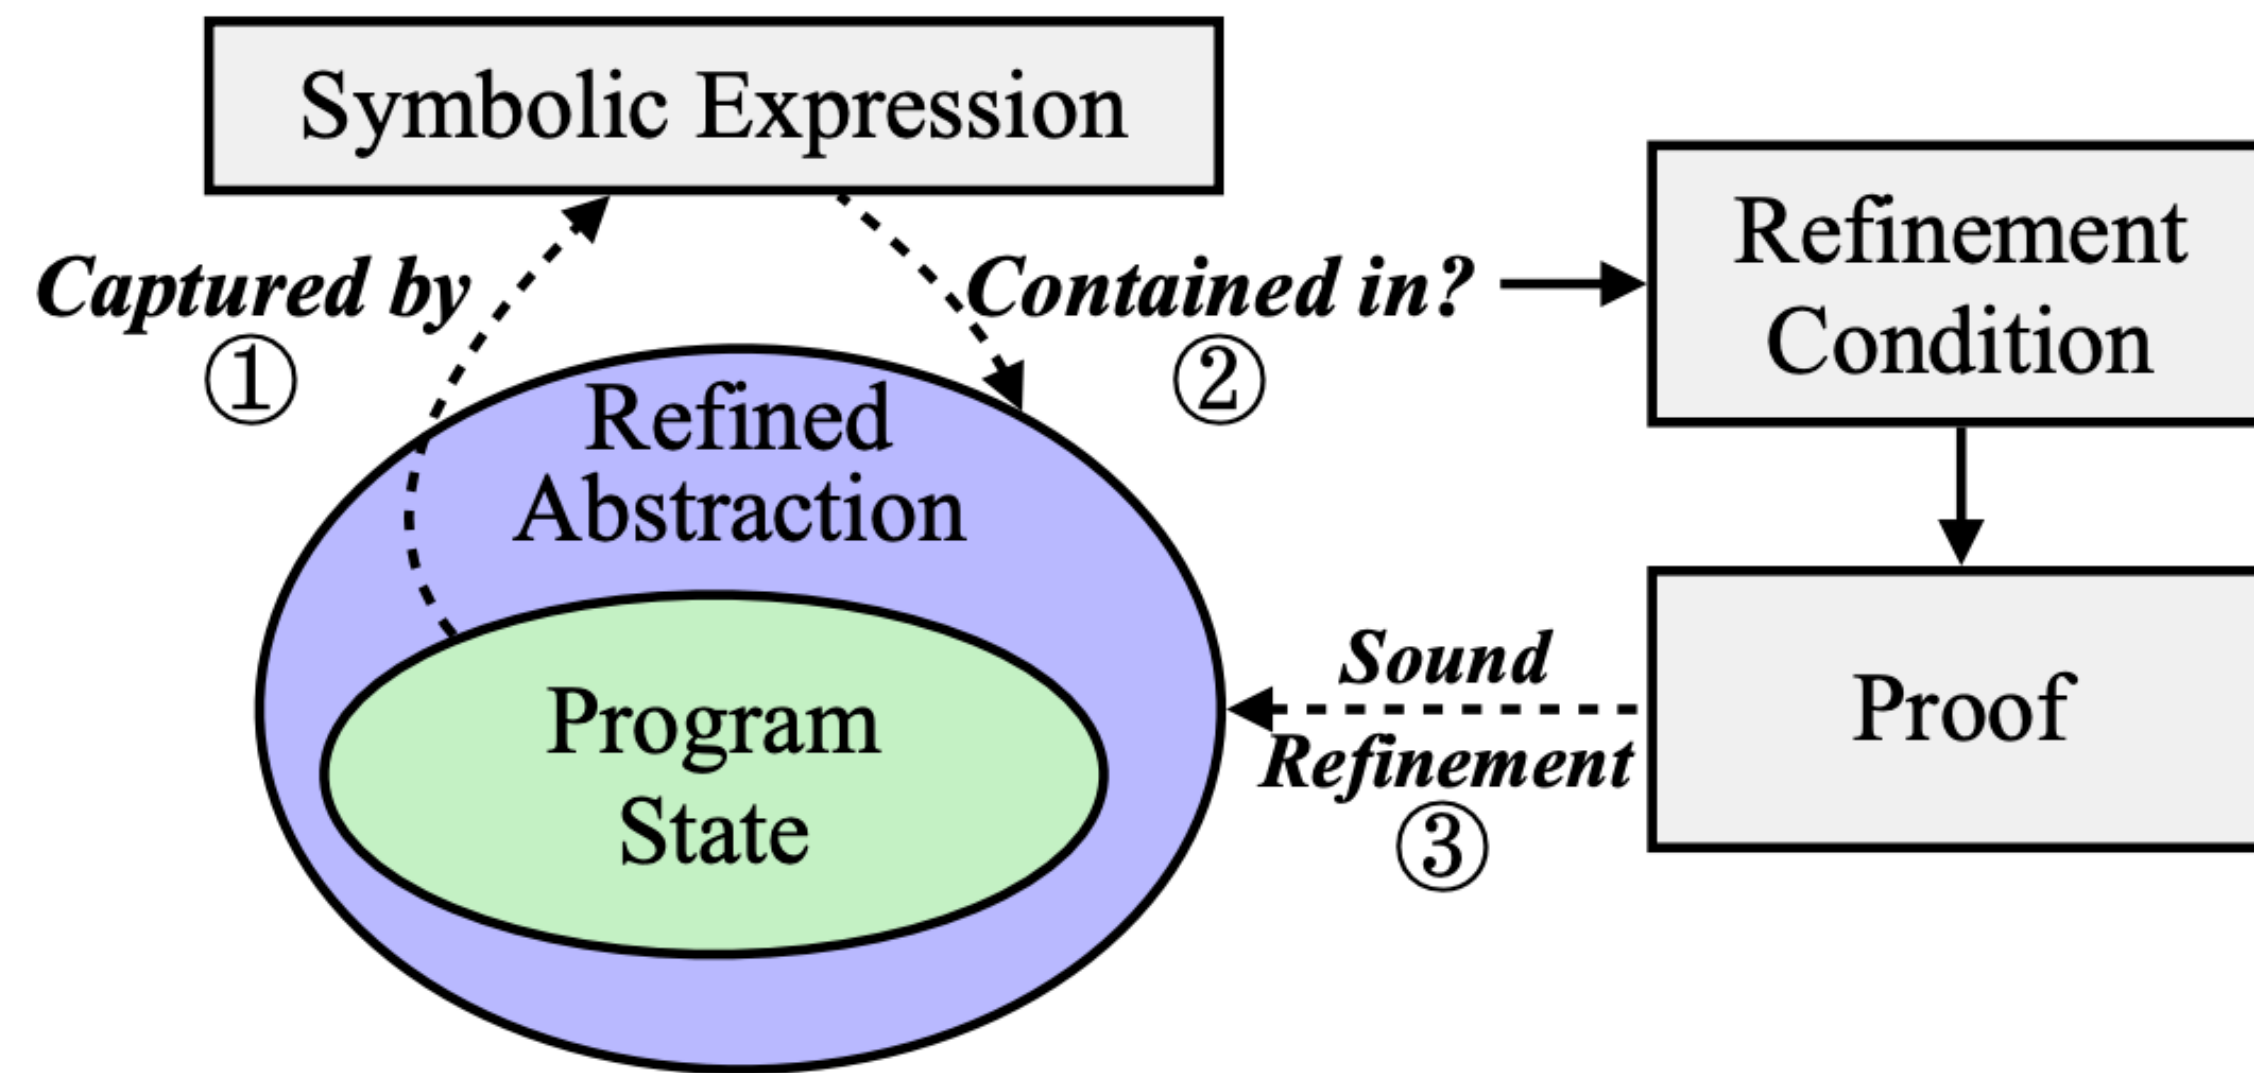 Symbolic Expression
Captured by
①
Contained in?
②
Refinement
Condition
Refined
Abstraction
Program
State
Sound
Refinement
③
Proof